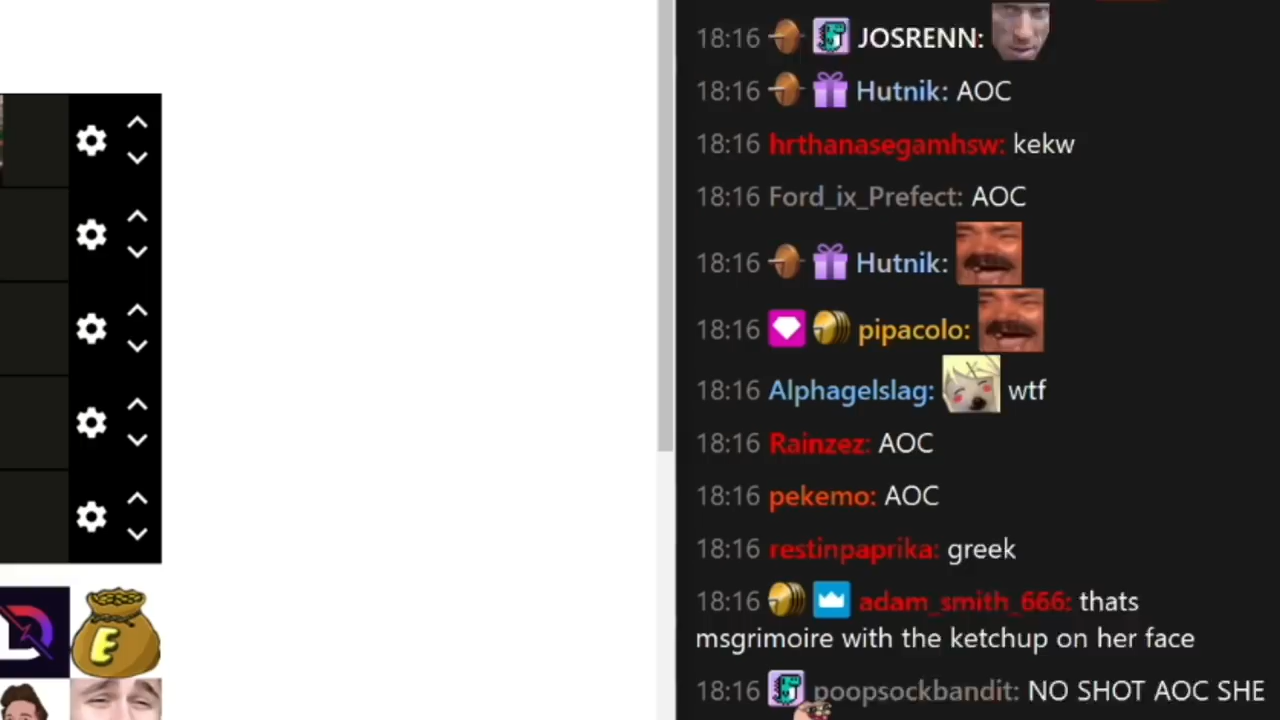 18:16 JOSRENN:
18:16 Hutnik: AOC
18:16 hrthanasegamhsw: kekw
18:16 Ford_ix_Prefect: AOC
18:16 Hutnik:
18:16 pipacolo:
18:16 Alphagelslag: wtf
18:16 Rainzez: AOC
18:16 pekemo: AOC
18:16 restinpaprika: greek
18:16 adam_smith_666: thats
msgrimoire with the ketchup on her face
18:16 poopsockbandit: NO SHOT AOC SHE
D
E